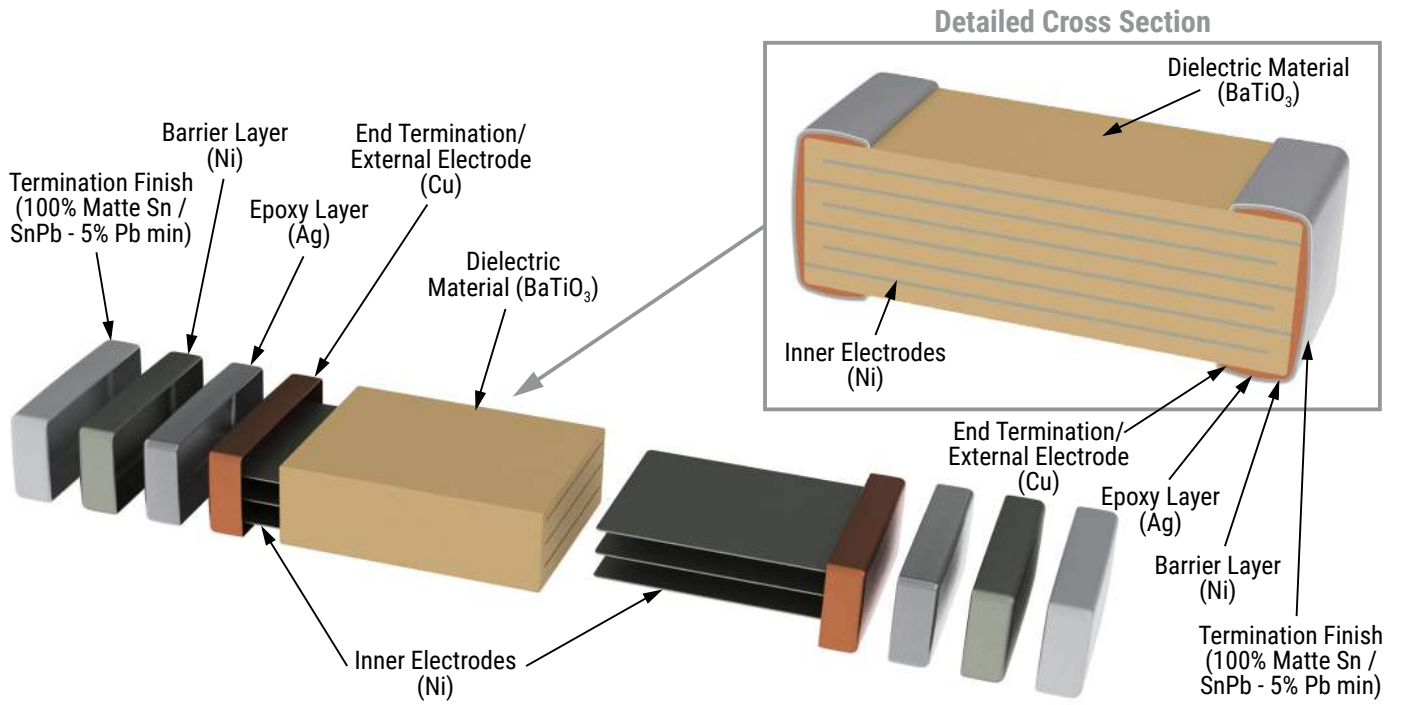 Detailed Cross Section
Dielectric Material
(BaTiO₃)
Inner Electrodes
(Ni)
End Termination/
External Electrode
(Cu)
Epoxy Layer
(Ag)
Barrier Layer
(Ni)
Termination Finish
(100% Matte Sn /
SnPb - 5% Pb min)
Termination Finish
(100% Matte Sn /
SnPb - 5% Pb min)
Barrier Layer
(Ni)
Epoxy Layer
(Ag)
End Termination/
External Electrode
(Cu)
Dielectric
Material (BaTiO₃)
Inner Electrodes
(Ni)